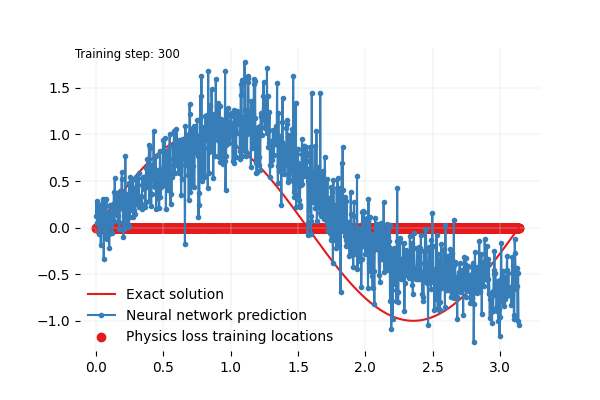 Training step: 300
1.5
1.0
0.5
0.0
−0.5
−1.0
Exact solution
Neural network prediction
Physics loss training locations
0.0 0.5 1.0 1.5 2.0 2.5 3.0